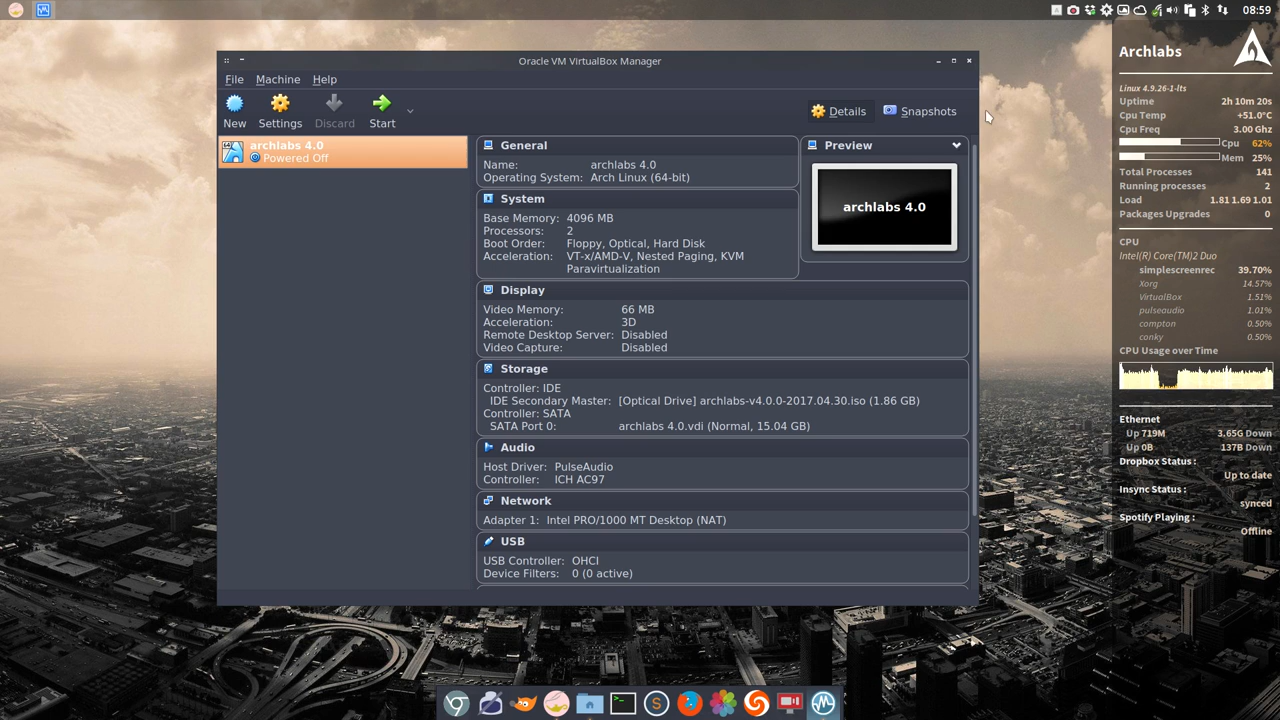 08:59
Oracle VM VirtualBox Manager
File Machine Help
New Settings Discard Start Details Snapshots
archlabs 4.0
Powered Off
General
Name: archlabs 4.0
Operating System: Arch Linux (64-bit)
System
Base Memory: 4096 MB
Processors: 2
Boot Order: Floppy, Optical, Hard Disk
Acceleration: VT-x/AMD-V, Nested Paging, KVM
Paravirtualization
Preview
archlabs 4.0
Display
Video Memory: 66 MB
Acceleration: 3D
Remote Desktop Server: Disabled
Video Capture: Disabled
Storage
Controller: IDE
IDE Secondary Master: [Optical Drive] archlabs-v4.0.0-2017.04.30.iso (1.86 GB)
Controller: SATA
SATA Port 0: archlabs 4.0.vdi (Normal, 15.04 GB)
Audio
Host Driver: PulseAudio
Controller: ICH AC97
Network
Adapter 1: Intel PRO/1000 MT Desktop (NAT)
USB
USB Controller: OHCI
Device Filters: 0 (0 active)
Archlabs
Linux 4.9.26-1-lts
Uptime 2h 10m 20s
Cpu Temp +51.0°C
Cpu Freq 3.00 Ghz
Cpu 62%
Mem 25%
Total Processes 141
Running processes 2
Load 1.81 1.69 1.01
Packages Upgrades 0
CPU
Intel(R) Core(TM)2 Duo
simplescreenrec 39.70%
Xorg 14.57%
VirtualBox 1.51%
pulseaudio 1.01%
compton 0.50%
conky 0.50%
CPU Usage over Time
Ethernet
Up 719M 3.65G Down
Up 0B 137B Down
Dropbox Status :
Up to date
Insync Status :
synced
Spotify Playing :
Offline